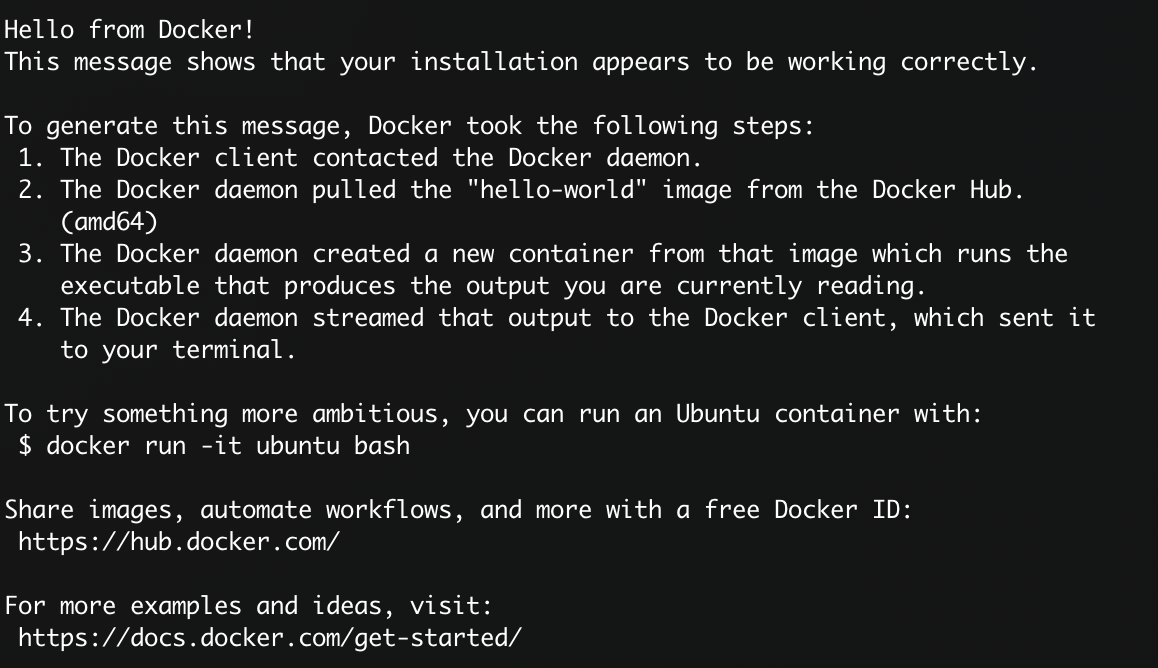 Hello from Docker!
This message shows that your installation appears to be working correctly.
To generate this message, Docker took the following steps:
1. The Docker client contacted the Docker daemon.
2. The Docker daemon pulled the "hello-world" image from the Docker Hub.
(amd64)
3. The Docker daemon created a new container from that image which runs the
executable that produces the output you are currently reading.
4. The Docker daemon streamed that output to the Docker client, which sent it
to your terminal.
To try something more ambitious, you can run an Ubuntu container with:
$ docker run -it ubuntu bash
Share images, automate workflows, and more with a free Docker ID:
https://hub.docker.com/
For more examples and ideas, visit:
https://docs.docker.com/get-started/